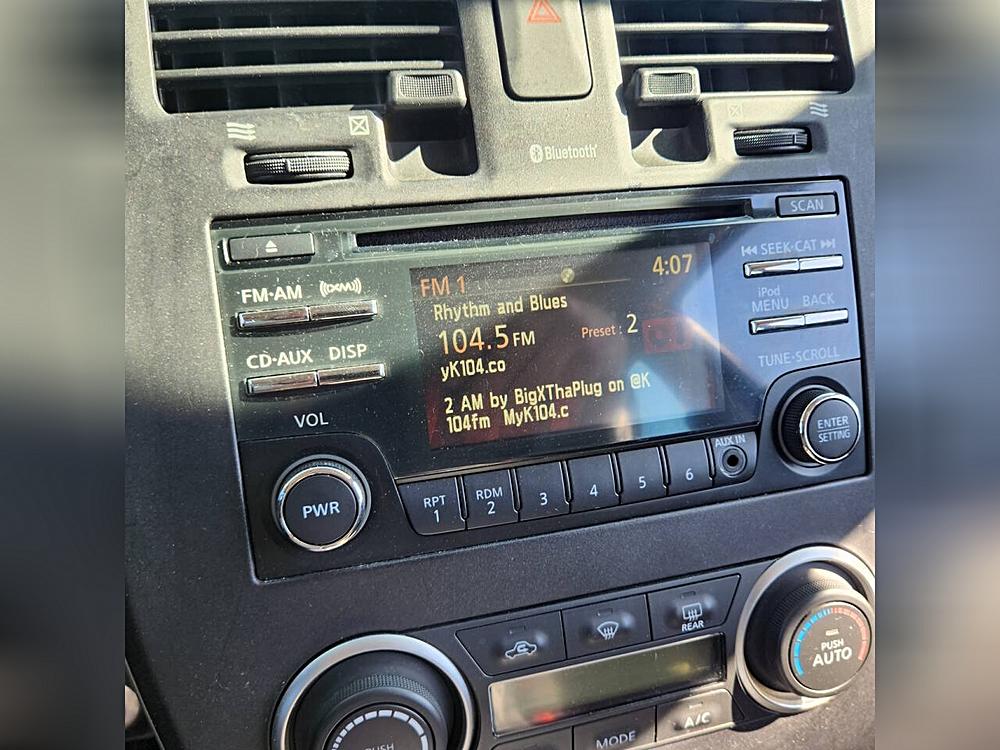 Bluetooth
SCAN
SEEK·CAT
FM·AM
(XM)
FM 1
4:07
Rhythm and Blues
iPod
MENU
BACK
104.5 FM
Preset : 2
CD·AUX
DISP
yK104.co
TUNE·SCROLL
2 AM by BigXThaPlug on @K
104fm MyK104.c
VOL
ENTER
SETTING
AUX IN
PWR
RPT
1
RDM
2
3
4
5
6
REAR
PUSH
AUTO
PUSH
A/C
MODE